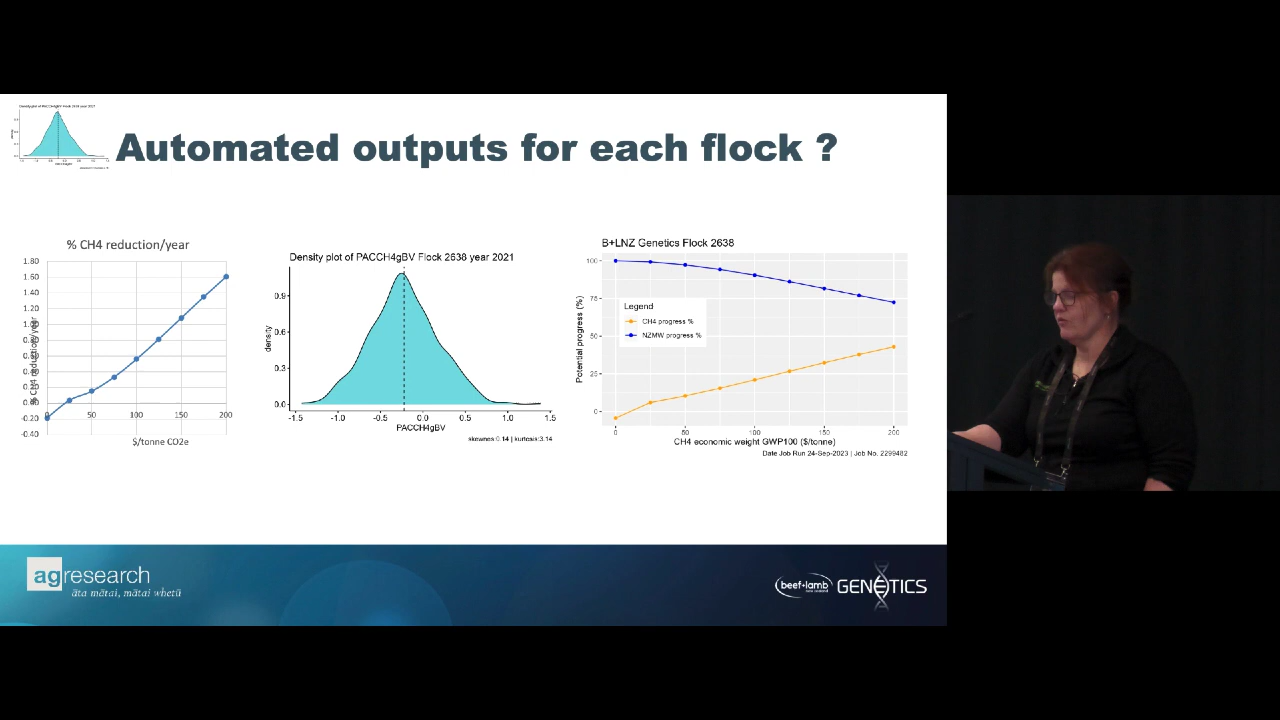 Automated outputs for each flock ?
% CH4 reduction/year
1.80
1.60
1.40
1.20
1.00
0.80
0.60
0.40
0.20
-0.20
-0.40
% CH4 reduction/year
0 50 100 150 200
$/tonne CO2e
Density plot of PACCH4gBV Flock 2638 year 2021
density
0.9
0.6
0.3
0.0
-1.5 -1.0 -0.5 0.0 0.5 1.0 1.5
PACCH4gBV
skewnes:0.14 | kurtosis:3.14
B+LNZ Genetics Flock 2638
Potential progress (%)
100
75
50
25
0
Legend
CH4 progress %
NZMW progress %
0 50 100 150 200
CH4 economic weight GWP100 ($/tonne)
Date Job Run 24-Sep-2023 | Job No. 2299482
agresearch
āta mātai, mātai whetū
beef+lamb
GENETICS